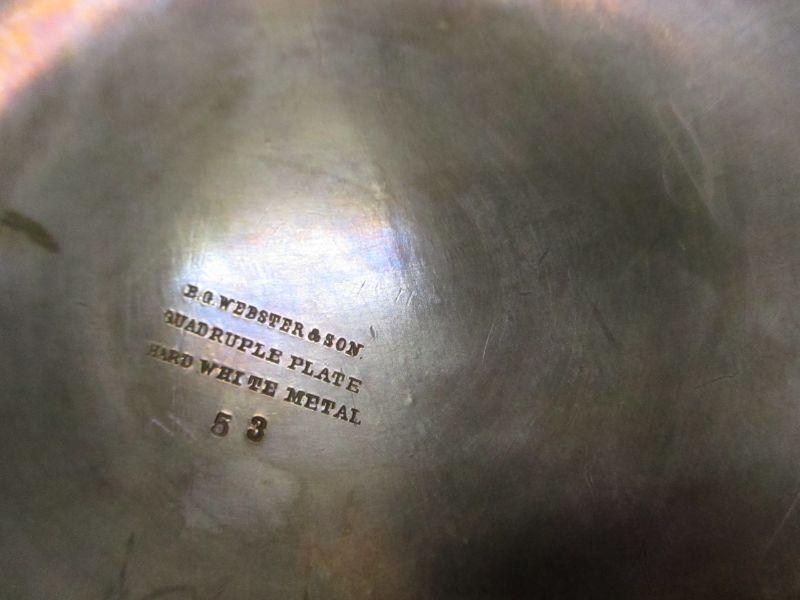 E.G. WEBSTER & SON.
QUADRUPLE PLATE
HARD WHITE METAL
53